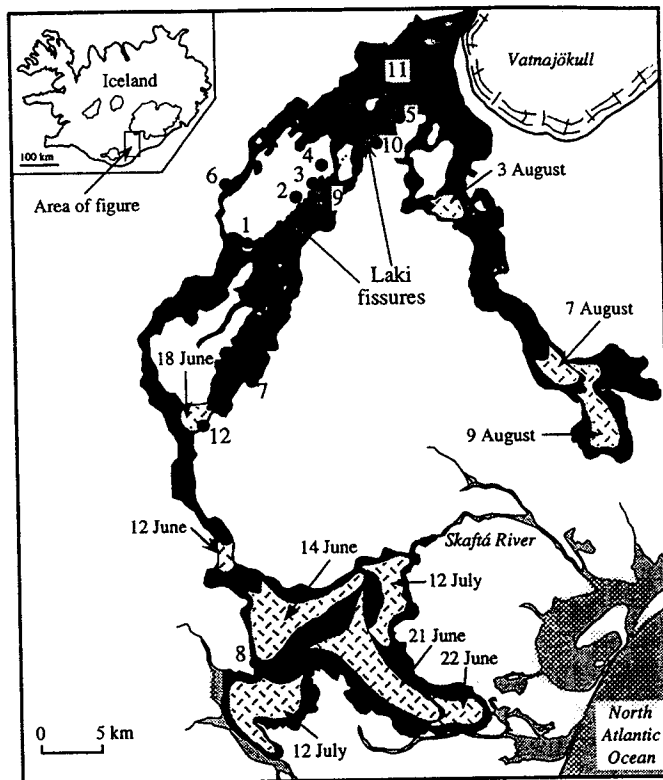 Iceland
100 km
Area of figure
Vatnajökull
11
5
10
4
6
3
2
9
3 August
1
Laki
fissures
7 August
18 June
7
12
9 August
12 June
14 June
Skaftá River
12 July
21 June
8
22 June
0 5 km
12 July
North
Atlantic
Ocean